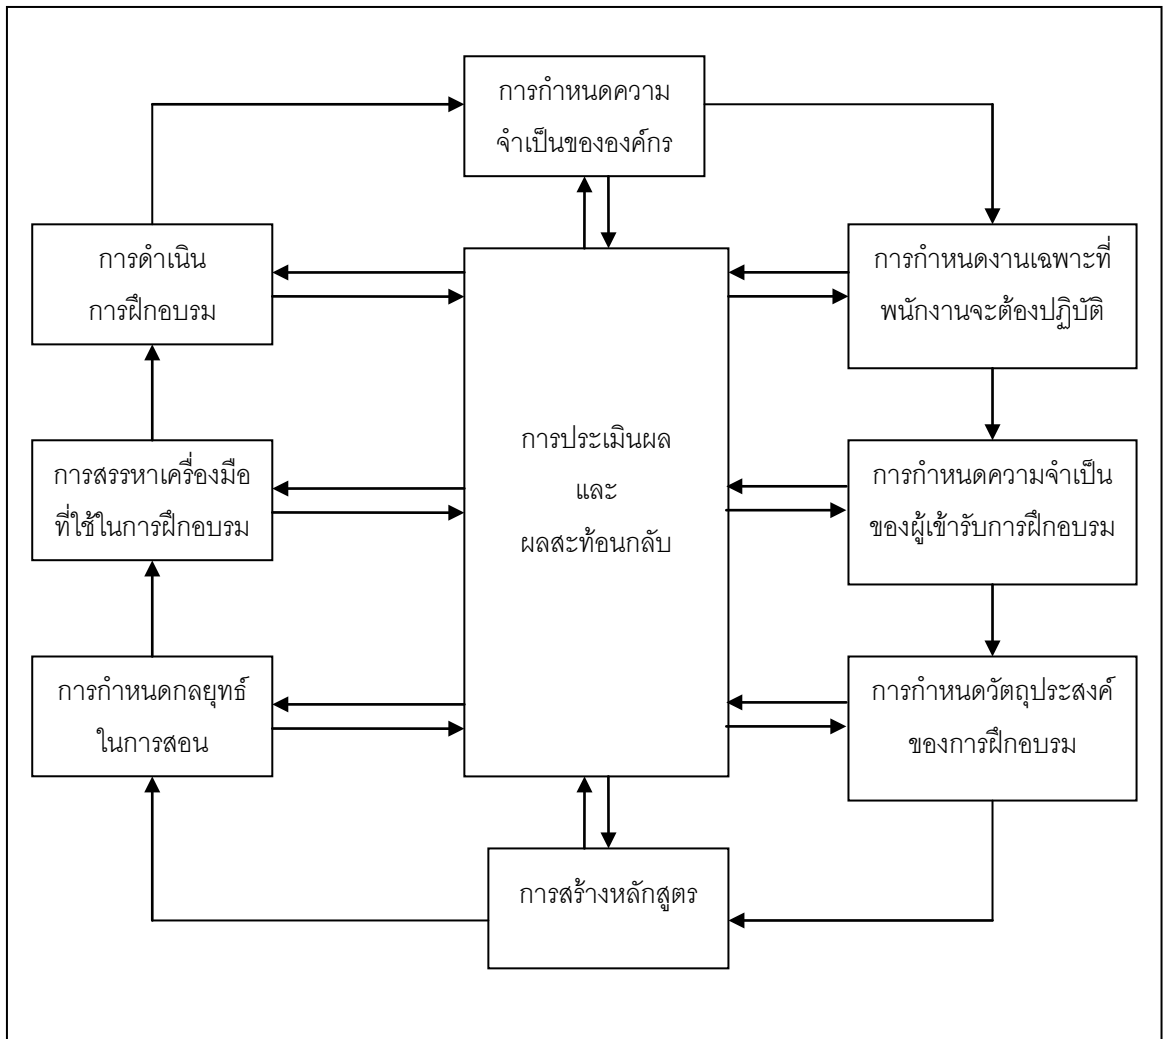 การกำหนดความ
จำเป็นขององค์กร
การดำเนิน
การฝึกอบรม
การกำหนดงานเฉพาะที่
พนักงานจะต้องปฏิบัติ
การประเมินผล
และ
ผลสะท้อนกลับ
การสรรหาเครื่องมือ
ที่ใช้ในการฝึกอบรม
การกำหนดความจำเป็น
ของผู้เข้ารับการฝึกอบรม
การกำหนดกลยุทธ์
ในการสอน
การกำหนดวัตถุประสงค์
ของการฝึกอบรม
การสร้างหลักสูตร